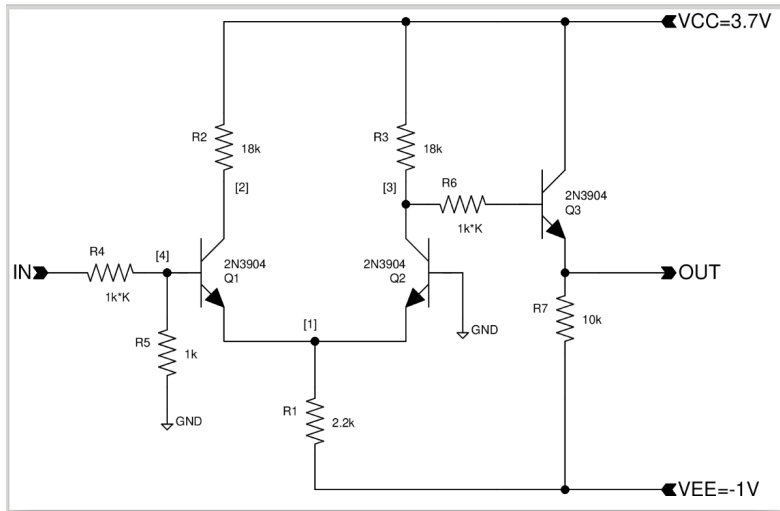 VCC=3.7V
R2
18k
R3
18k
[2]
[3]
R6
1k*K
2N3904
Q3
R4
1k*K
[4]
IN
2N3904
Q1
2N3904
Q2
OUT
R5
1k
GND
[1]
GND
R7
10k
R1
2.2k
VEE=-1V